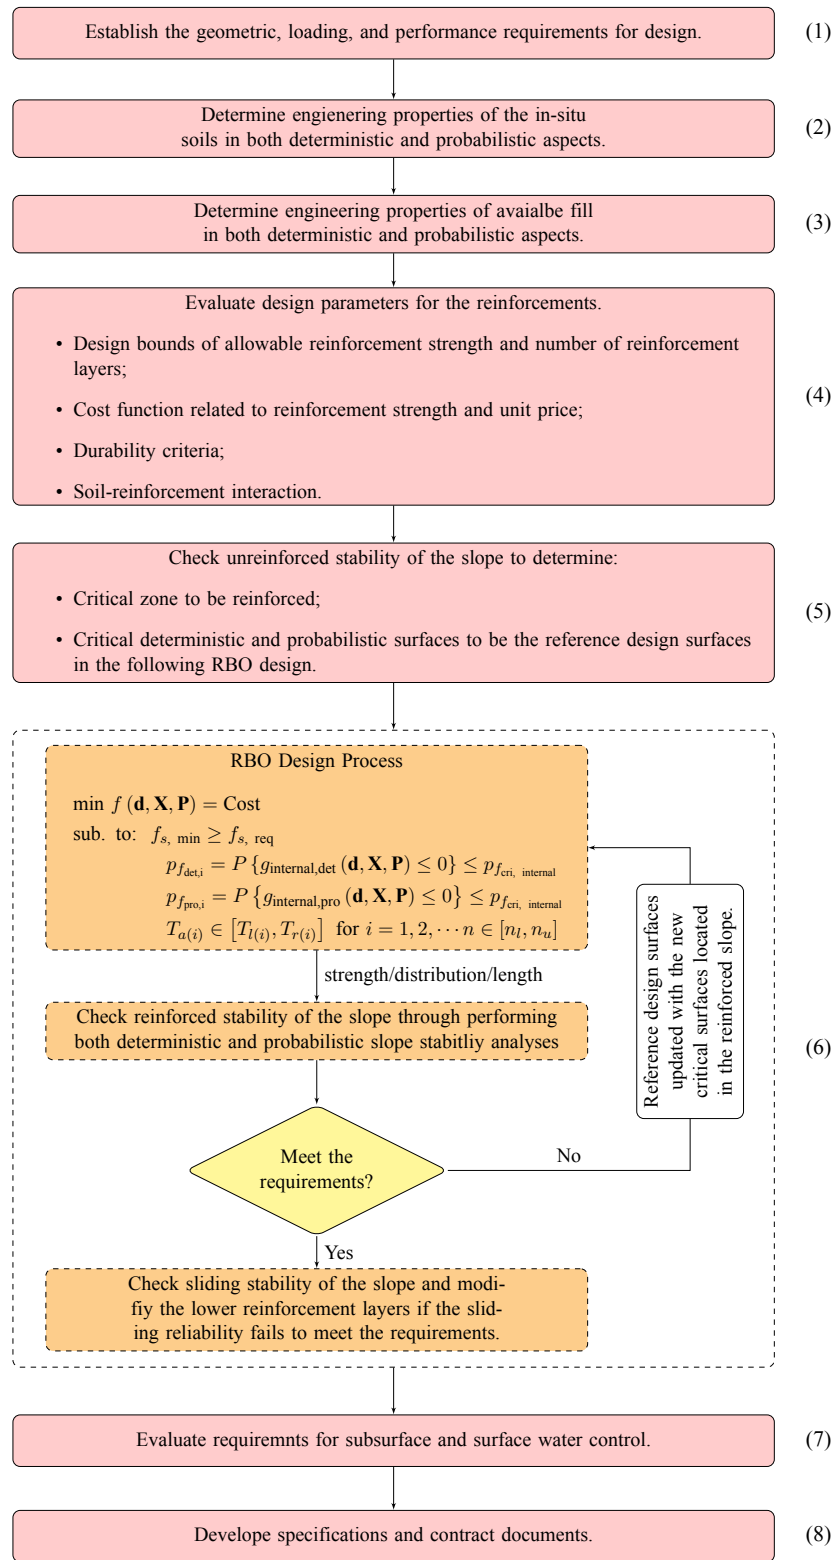 Establish the geometric, loading, and performance requirements for design.
(1)
Determine engienering properties of the in-situ
soils in both deterministic and probabilistic aspects.
(2)
Determine engineering properties of avaialbe fill
in both deterministic and probabilistic aspects.
(3)
Evaluate design parameters for the reinforcements.
• Design bounds of allowable reinforcement strength and number of reinforcement
layers;
• Cost function related to reinforcement strength and unit price;
• Durability criteria;
• Soil-reinforcement interaction.
(4)
Check unreinforced stability of the slope to determine:
• Critical zone to be reinforced;
• Critical deterministic and probabilistic surfaces to be the reference design surfaces
in the following RBO design.
(5)
RBO Design Process
min f (d, X, P) = Cost
sub. to: f_{s, min} ≥ f_{s, req}
p_{f_{det,i}} = P {g_{internal,det} (d, X, P) ≤ 0} ≤ p_{f_{cri, internal}}
p_{f_{pro,i}} = P {g_{internal,pro} (d, X, P) ≤ 0} ≤ p_{f_{cri, internal}}
T_{a(i)} ∈ [T_{l(i)}, T_{r(i)}] for i = 1, 2, ⋯ n ∈ [n_l, n_u]
strength/distribution/length
Check reinforced stability of the slope through performing
both deterministic and probabilistic slope stabitliy analyses
Meet the
requirements?
No
Reference design surfaces
updated with the new
critical surfaces located
in the reinforced slope.
Yes
Check sliding stability of the slope and modi-
fiy the lower reinforcement layers if the slid-
ing reliability fails to meet the requirements.
(6)
Evaluate requiremnts for subsurface and surface water control.
(7)
Develope specifications and contract documents.
(8)